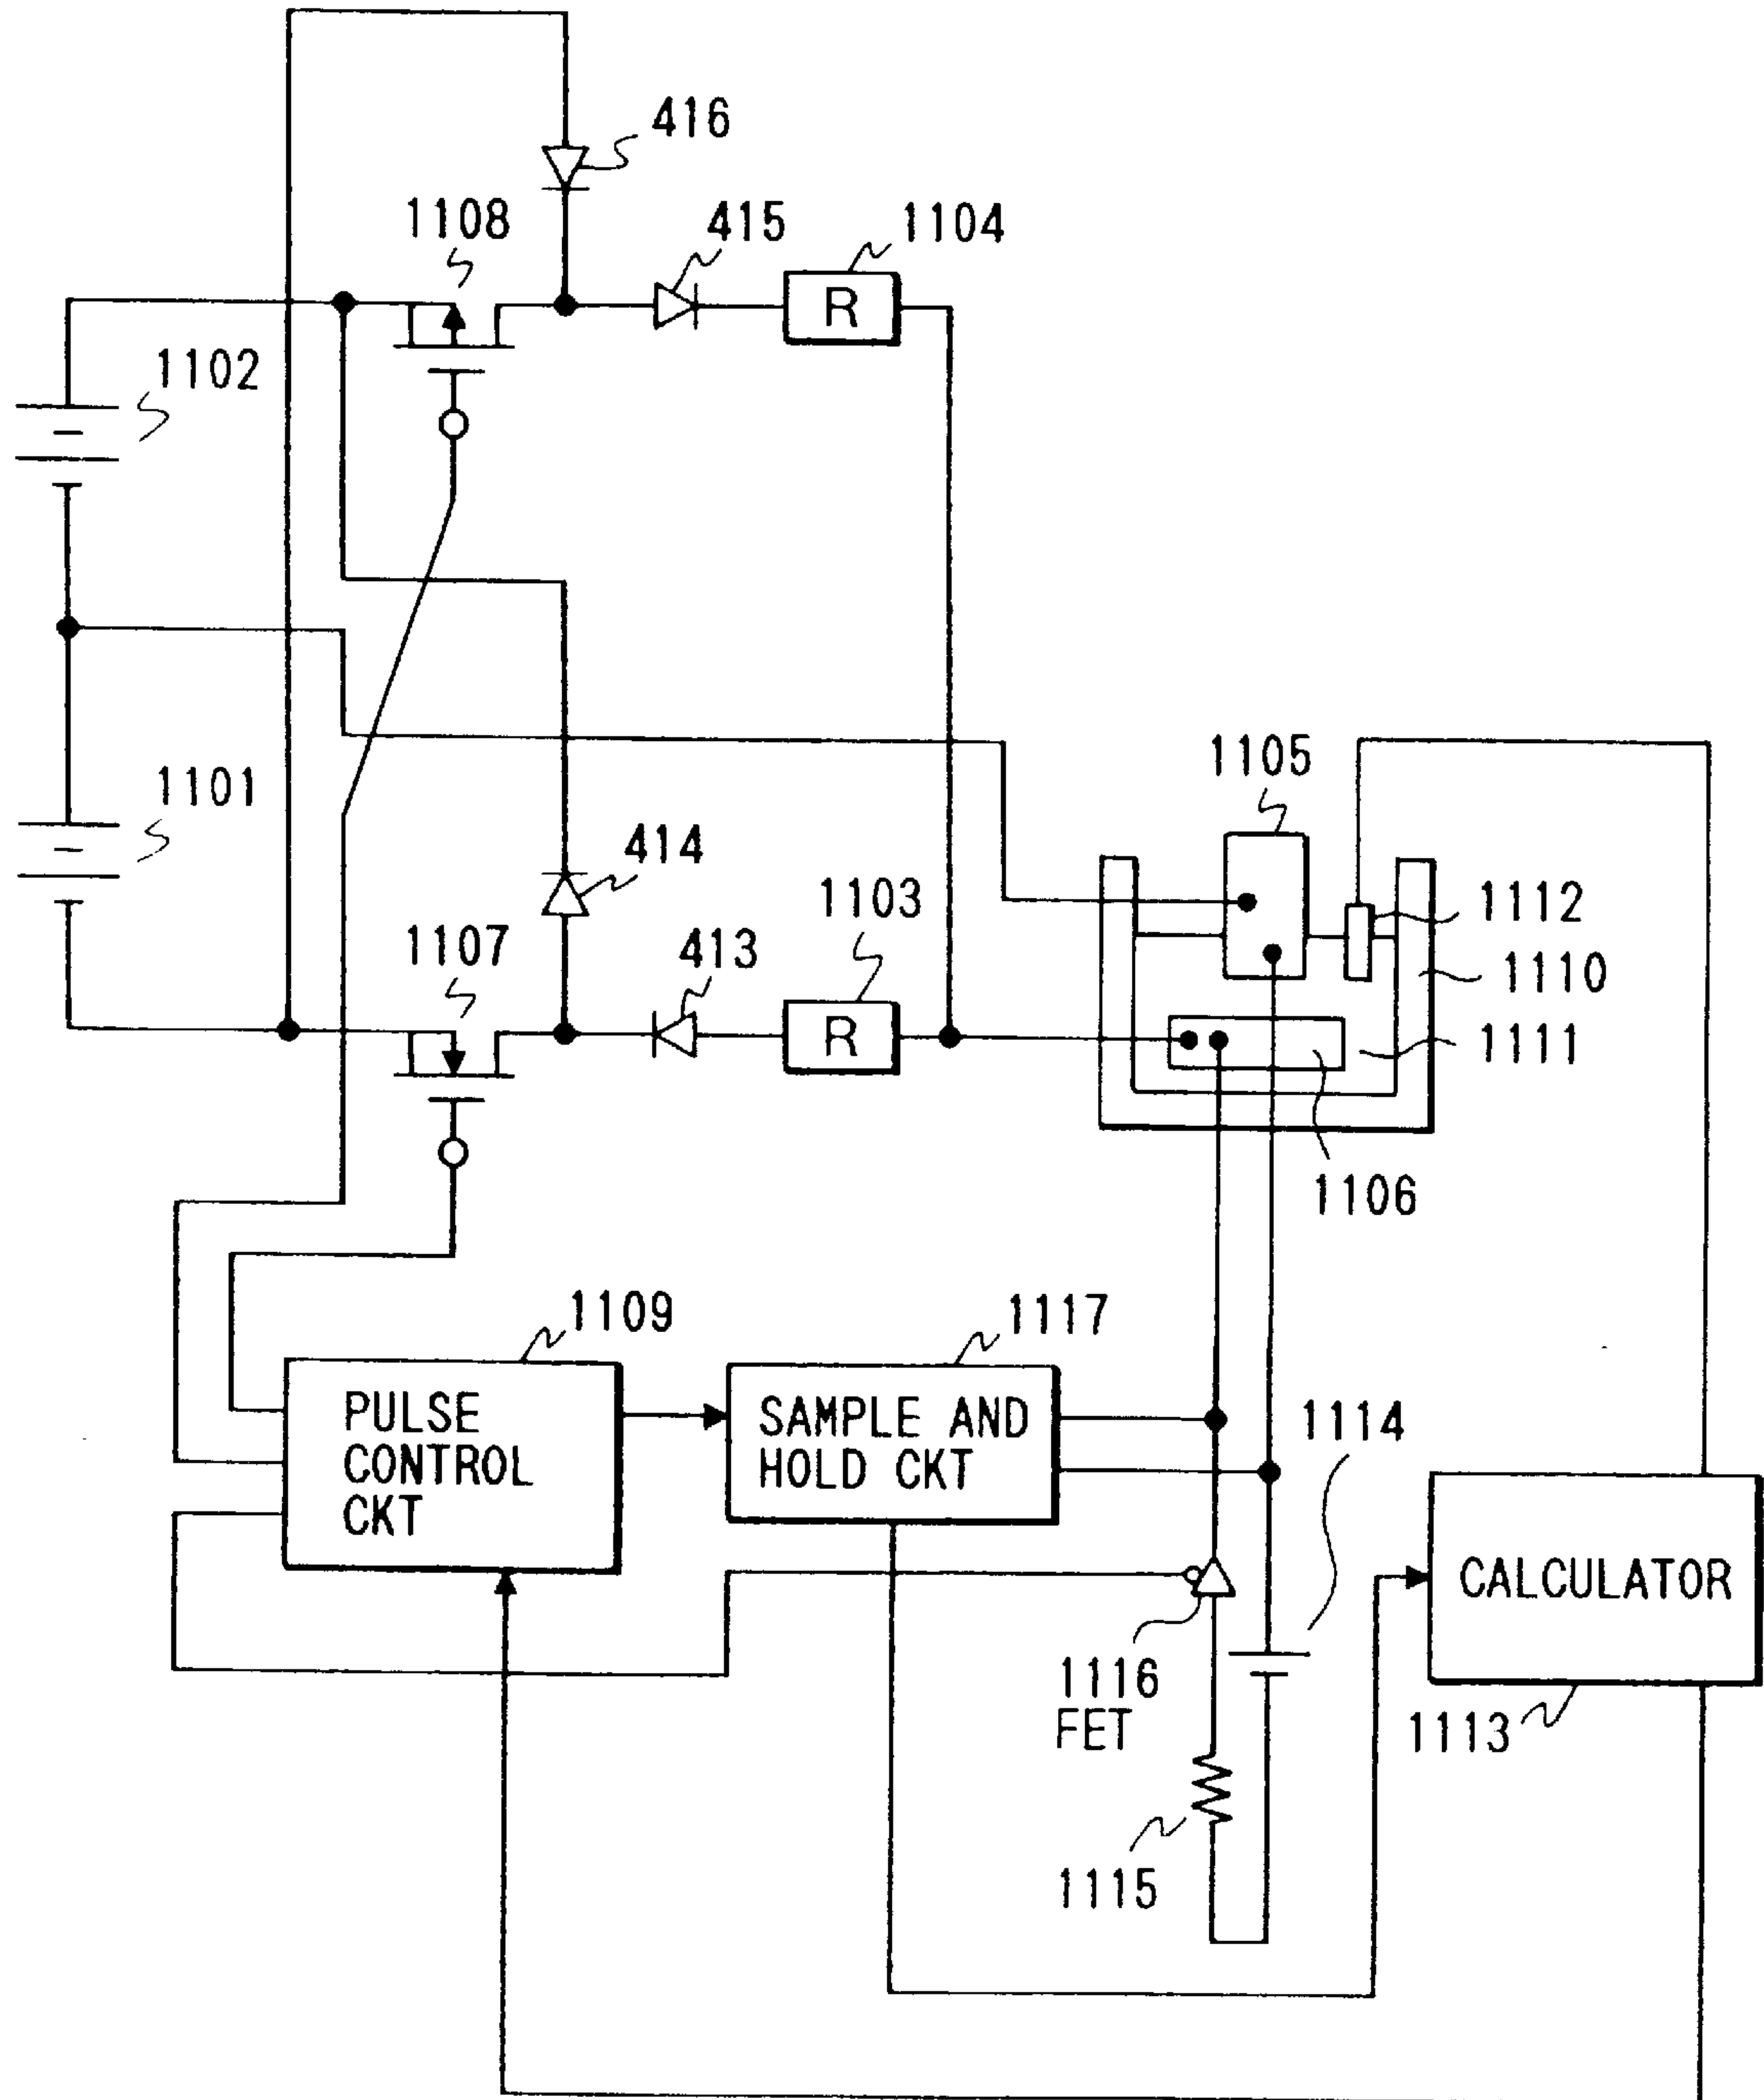 416
1108
415
1104
R
1102
1105
1101
414
1103
1112
1107
413
1110
R
1111
1106
1109
1117
1114
PULSE
CONTROL
CKT
SAMPLE AND
HOLD CKT
CALCULATOR
1116
FET
1113
1115